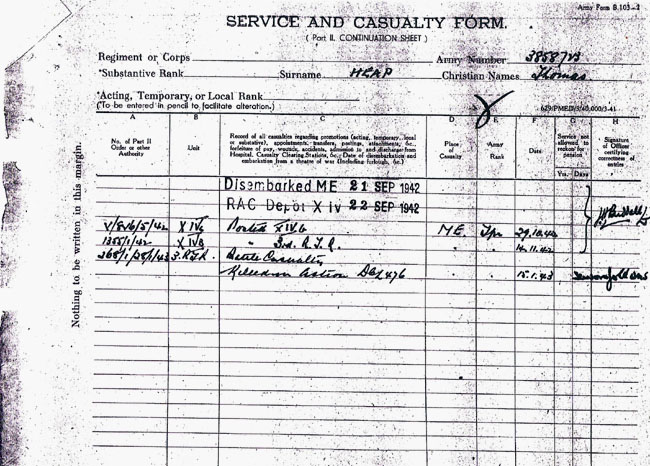 Army Form B.103—2
SERVICE AND CASUALTY FORM.
( Part II. CONTINUATION SHEET )
Regiment or Corps
Army Number
*Substantive Rank
Surname HEAP
Christian Names Thomas
*Acting, Temporary, or Local Rank
(*To be entered in pencil to facilitate alteration.)
A B C D E F G H
No. of Part II Order or other Authority
Unit
Record of all casualties regarding promotions (acting, temporary, local
or substantive), appointments, transfers, postings, attachments, &c.,
forfeiture of pay, wounds, accidents, admission to and discharge from
Hospital, Casualty Clearing Stations, &c., Date of disembarkation and
embarkation from a theatre of war (including furlough, &c.)
Place of Casualty
Army Rank
Date
Service not allowed to reckon for pension
Yrs. Days
Signature of Officer certifying correctness of entries
Disembarked ME 21 SEP 1942
RAC Depot X iv 22 SEP 1942
Posted ME. Tpr 29.10.42
1355/1/42 " 3rd. R.T.R. 14.11.42
3.R.T.R. Battle Casualty
Killed in Action 15.1.43
Nothing to be written in this margin.